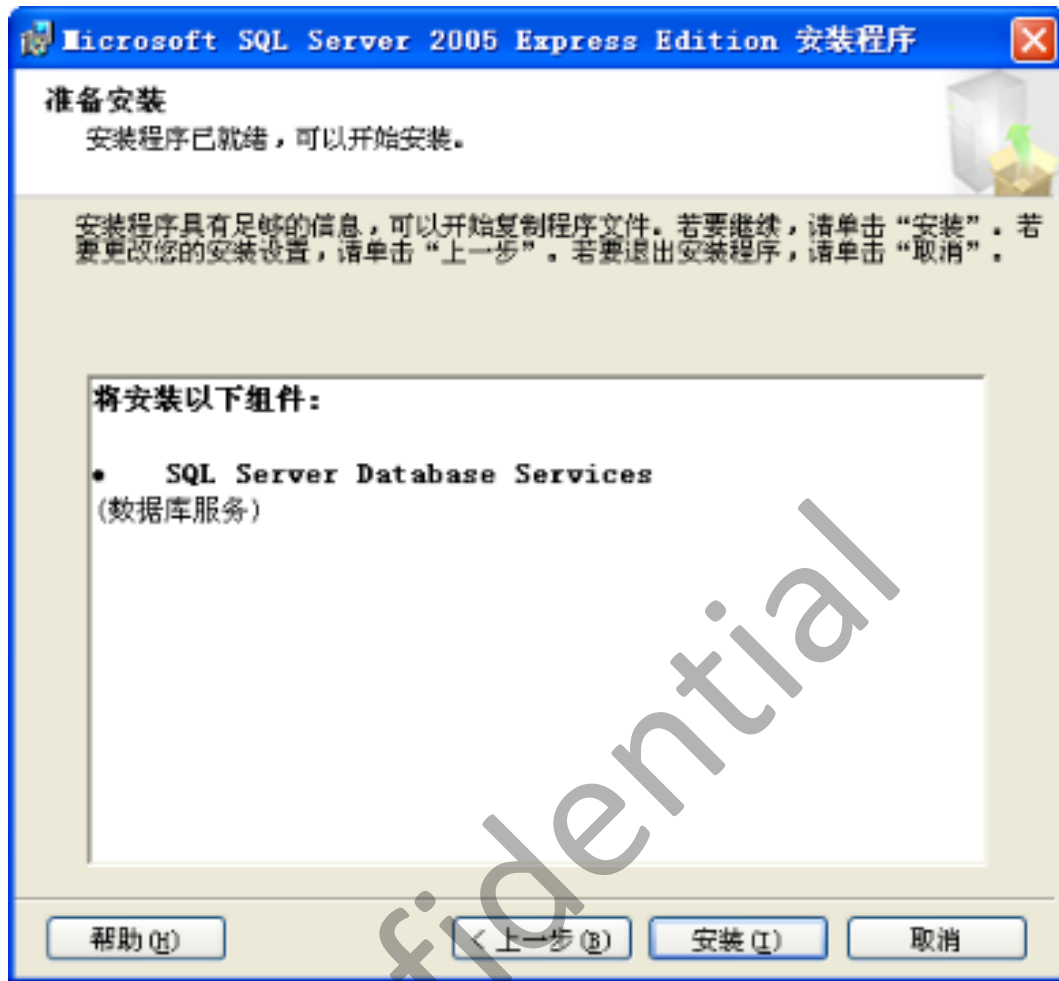 Microsoft SQL Server 2005 Express Edition 安装程序
准备安装
安装程序已就绪，可以开始安装。
安装程序具有足够的信息，可以开始复制程序文件。若要继续，请单击“安装”。若
要更改您的安装设置，请单击“上一步”。若要退出安装程序，请单击“取消”。
将安装以下组件：
• SQL Server Database Services
(数据库服务)
fidential
帮助(H)
< 上一步(B)
安装(I)
取消